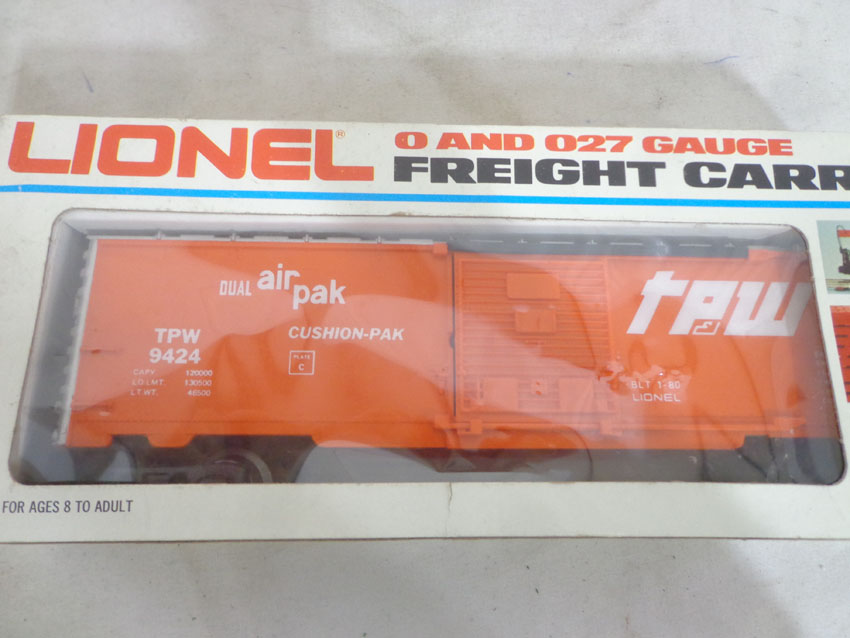 LIONEL®
O AND O27 GAUGE
FREIGHT CARR
DUAL air pak
CUSHION-PAK
TPW
9424
PLATE
C
CAPY. 120000
LD LMT. 130500
LT. WT. 46500
tp&w
BLT 1-80
LIONEL
FOR AGES 8 TO ADULT